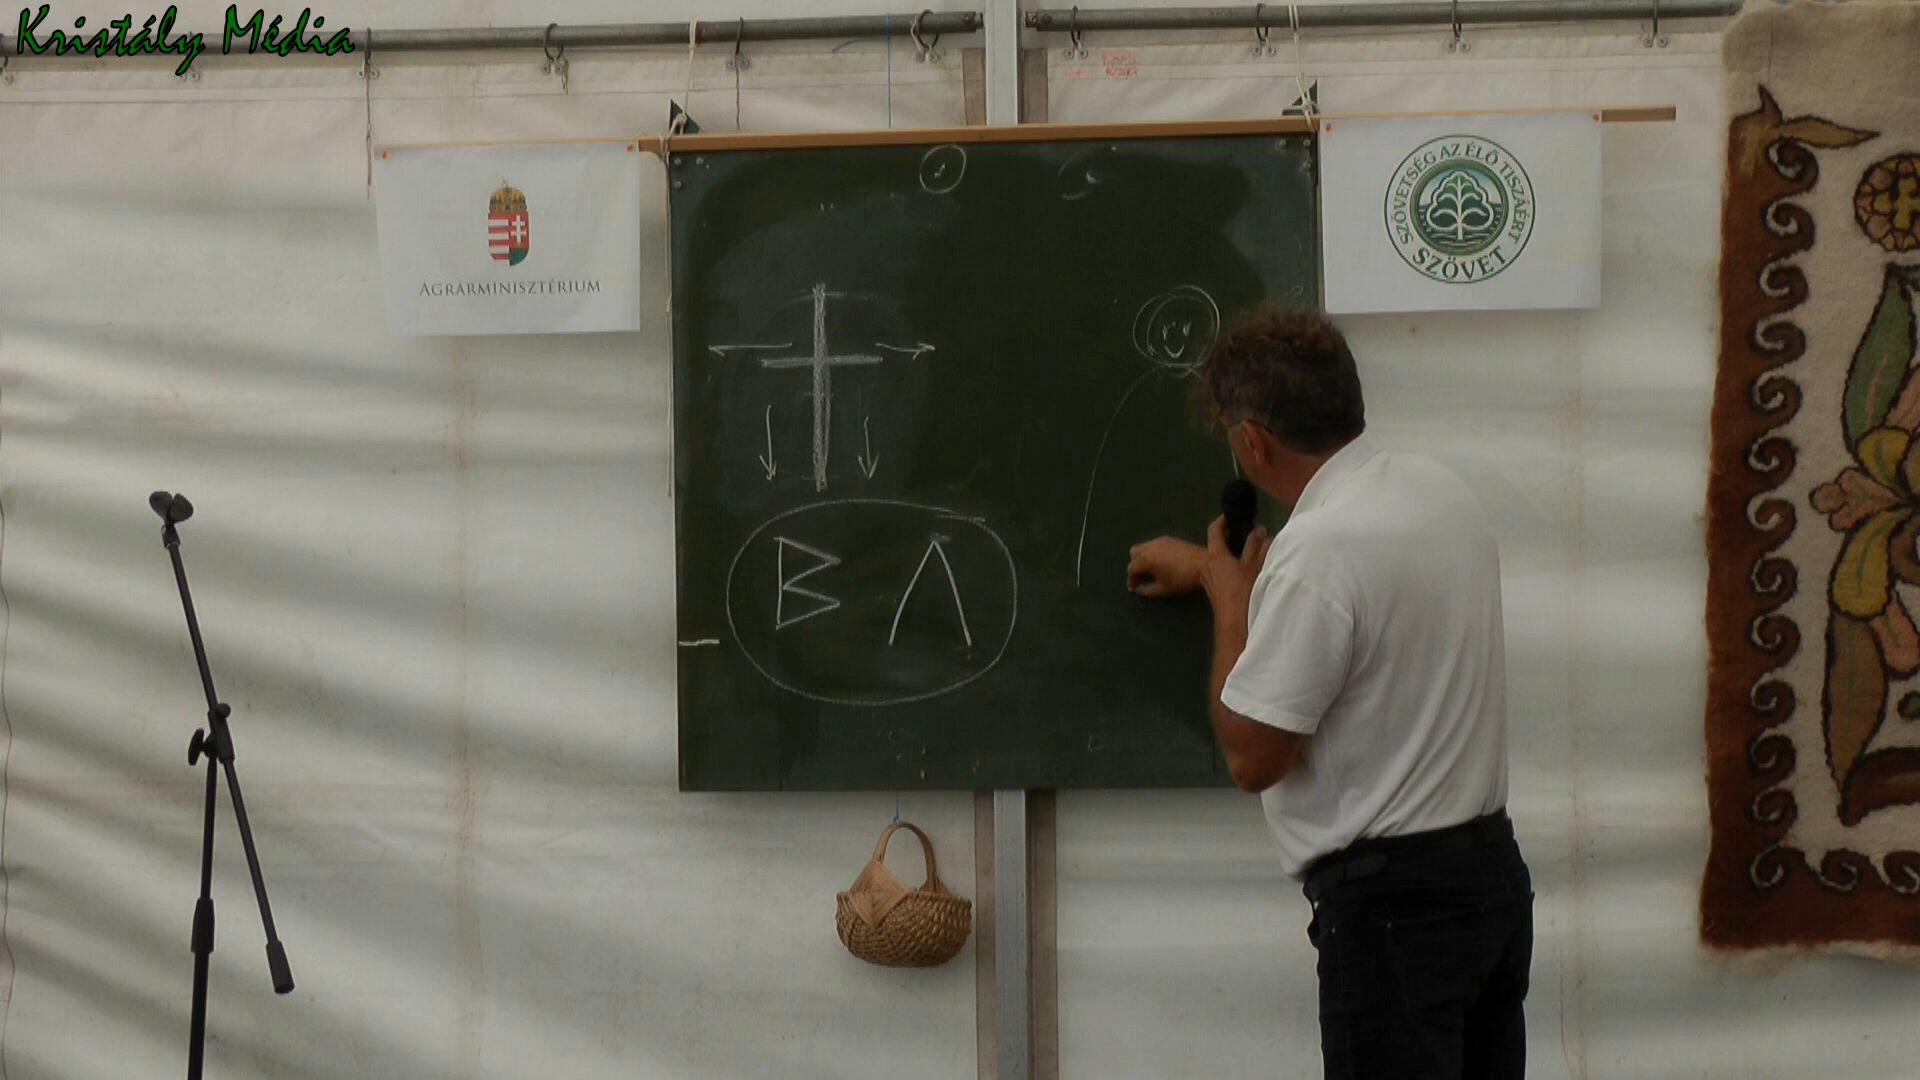 Kristály Média
AGRÁRMINISZTÉRIUM
SZÖVETSÉG AZ ÉLŐ TISZÁÉRT
SZÖVET
B Λ